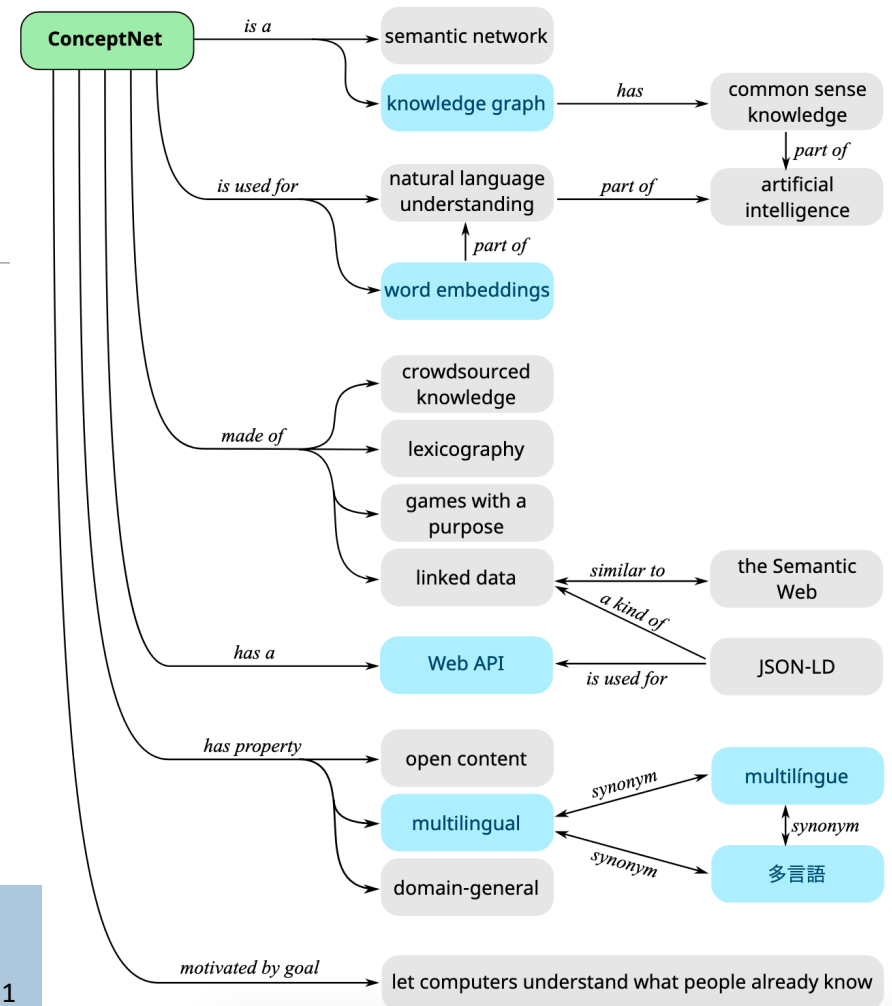 ConceptNet
is a
semantic network
knowledge graph
has
common sense
knowledge
part of
is used for
natural language
understanding
part of
artificial
intelligence
part of
word embeddings
crowdsourced
knowledge
made of
lexicography
games with a
purpose
linked data
similar to
the Semantic
Web
a kind of
has a
Web API
is used for
JSON-LD
has property
open content
multilingual
synonym
multilíngue
synonym
synonym
多言語
domain-general
motivated by goal
let computers understand what people already know
1